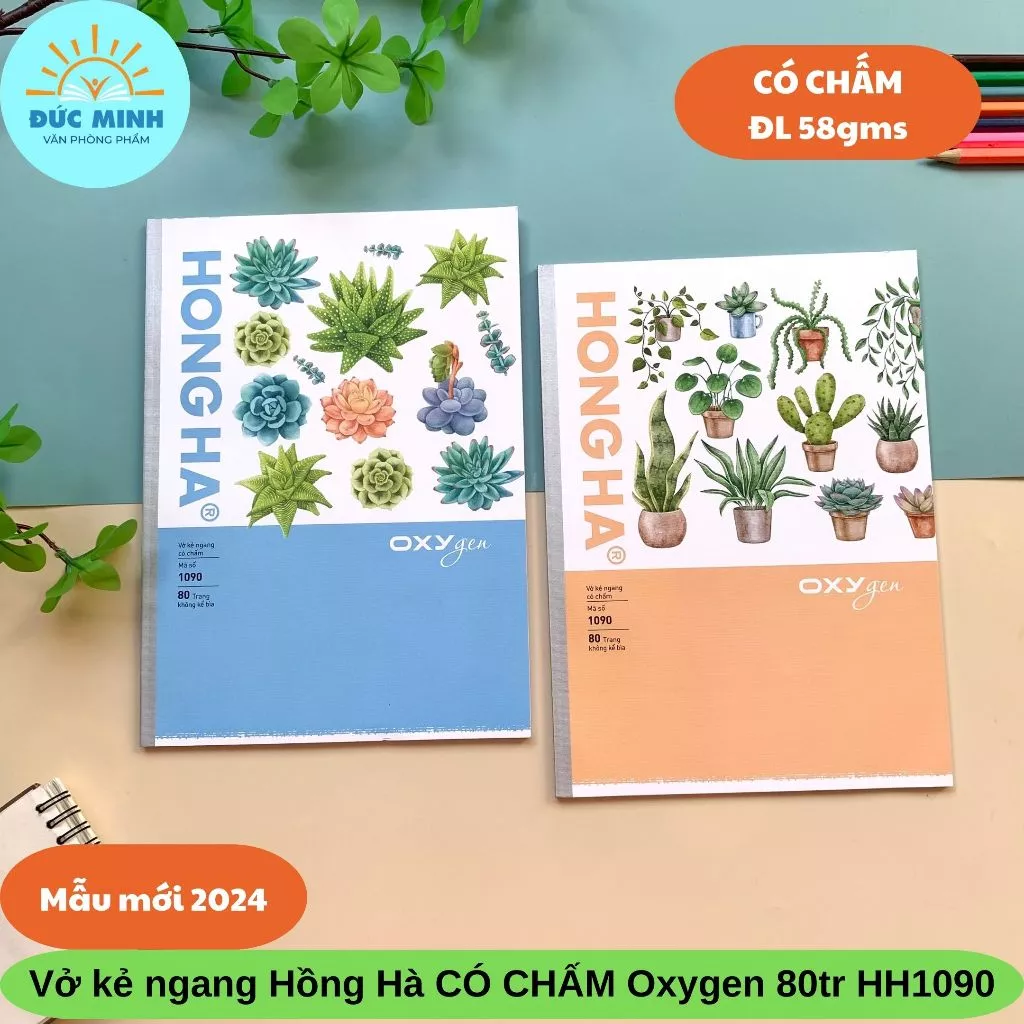 ĐỨC MINH
VĂN PHÒNG PHẨM
CÓ CHẤM
ĐL 58gms
HONG HA®
Vở kẻ ngang
có chấm
Mã số
1090
80 Trang
không kể bìa
OXYgen
HONG HA®
Vở kẻ ngang
có chấm
Mã số
1090
80 Trang
không kể bìa
OXYgen
Mẫu mới 2024
Vở kẻ ngang Hồng Hà CÓ CHẤM Oxygen 80tr HH1090